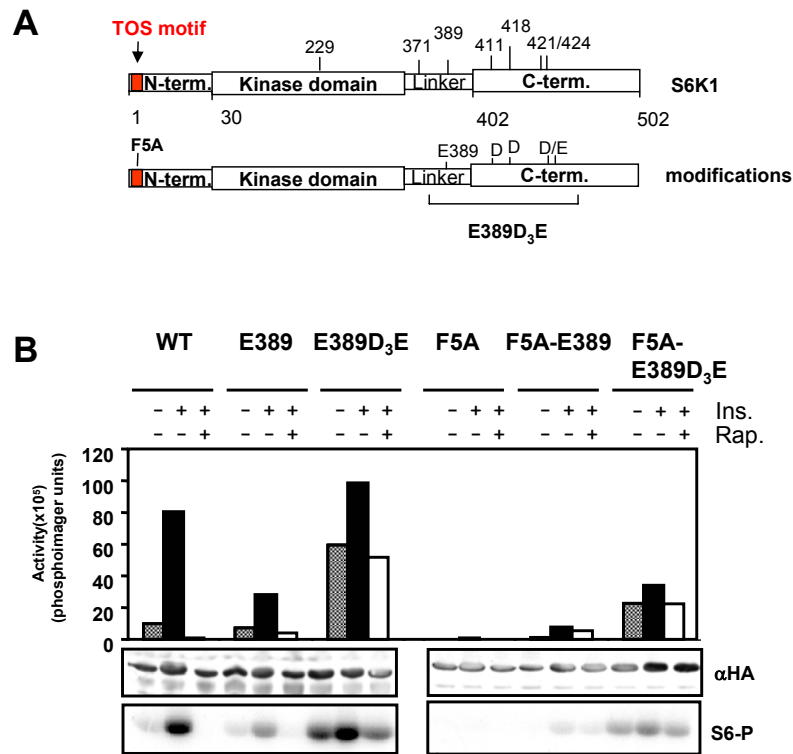 A
TOS motif
229 371 389 411 418 421/424
N-term. Kinase domain Linker C-term. S6K1
1 30 402 502
F5A E389 D D D/E
N-term. Kinase domain Linker C-term. modifications
E389D3E
B
WT E389 E389D3E F5A F5A-E389 F5A-
E389D3E
– + + – + + – + + – + + – + + – + + Ins.
+ + + + + + Rap.
Activity(x10⁵)
(phosphoimager units)
120
100
80
60
40
20
0
αHA
S6-P